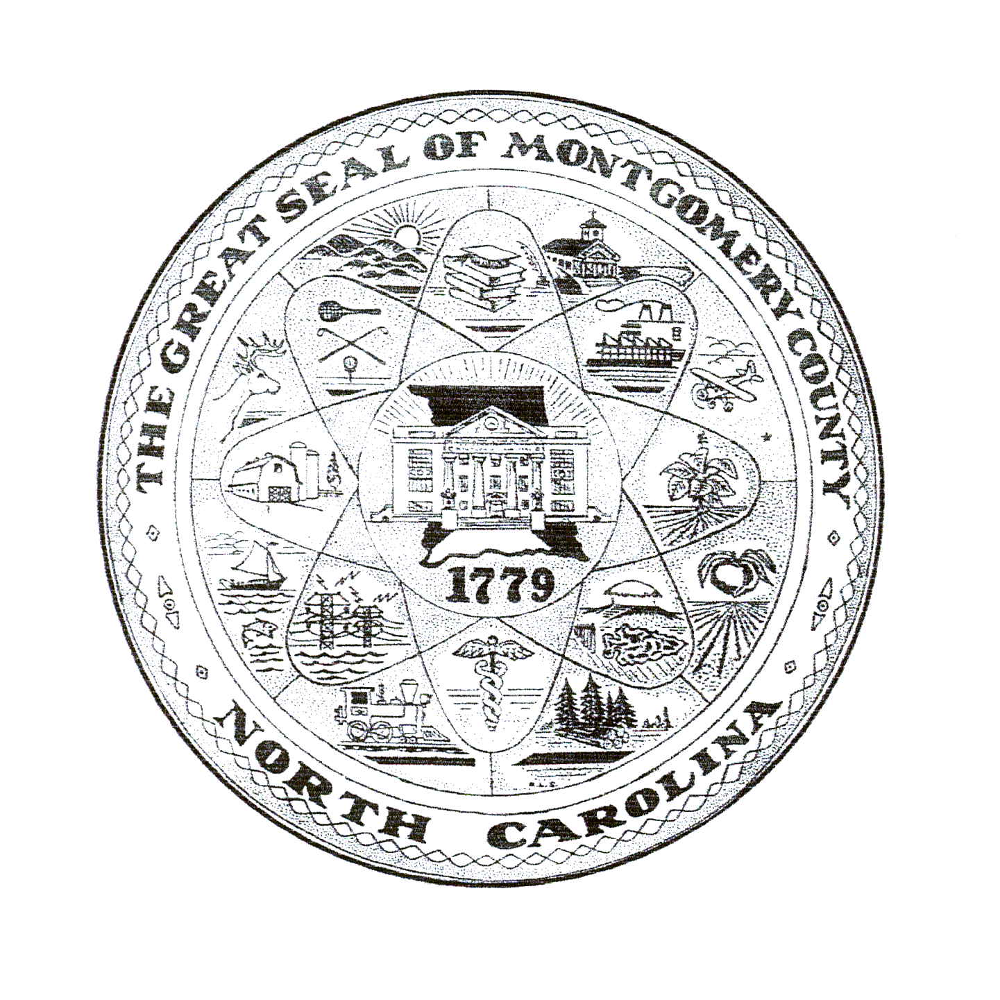 THE GREAT SEAL OF MONTGOMERY COUNTY
1779
NORTH CAROLINA